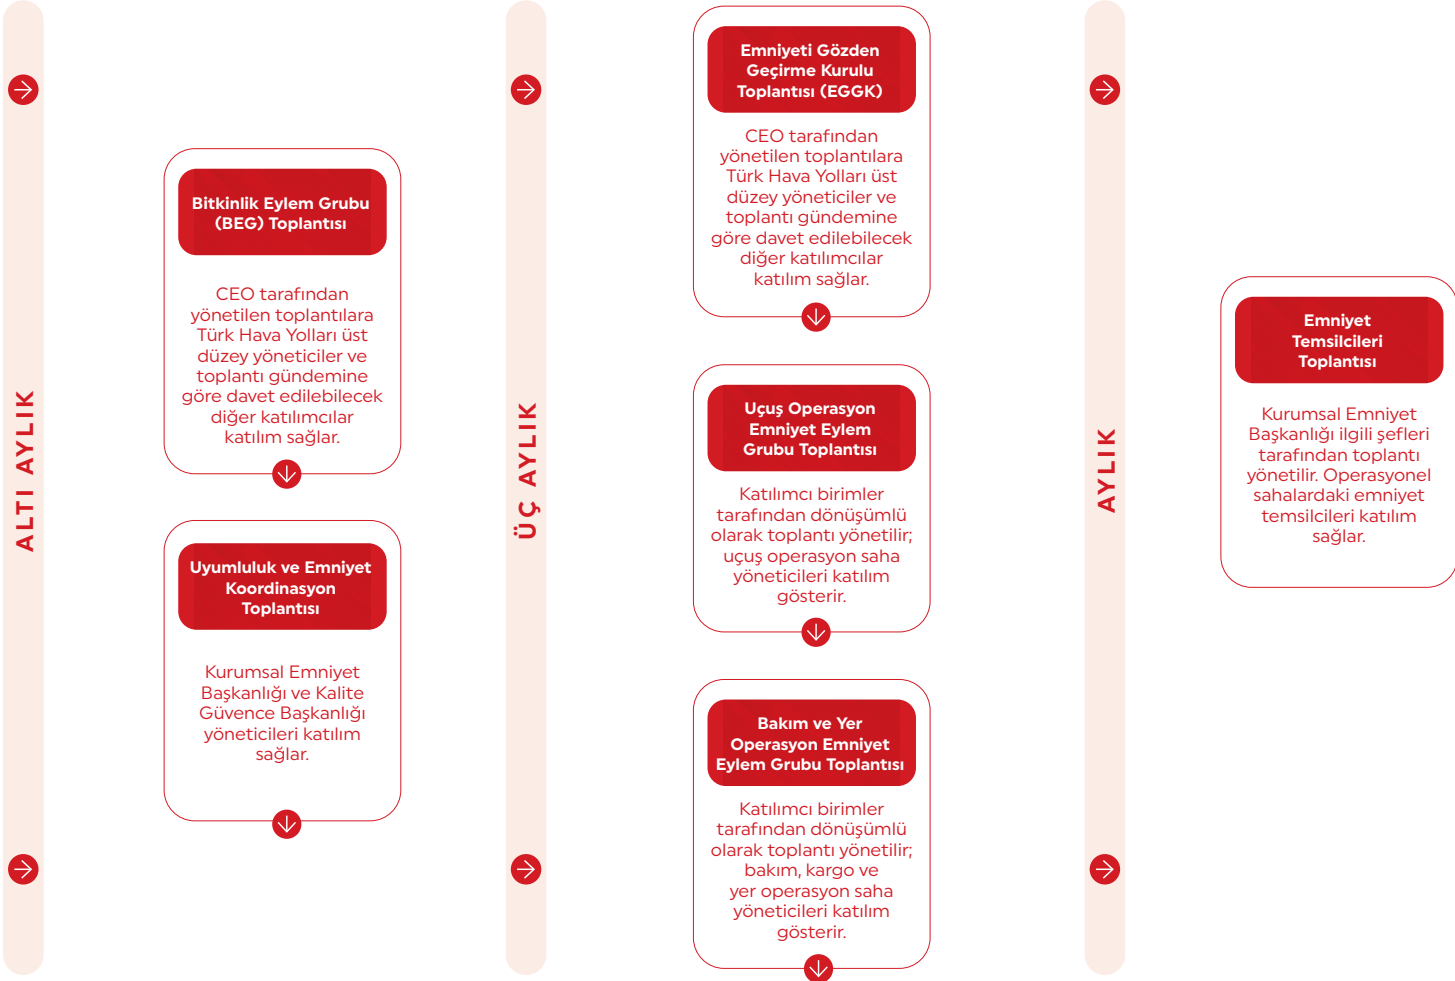 ALTI AYLIK
Bitkinlik Eylem Grubu
(BEG) Toplantısı
CEO tarafından
yönetilen toplantılara
Türk Hava Yolları üst
düzey yöneticiler ve
toplantı gündemine
göre davet edilebilecek
diğer katılımcılar
katılım sağlar.
Uyumluluk ve Emniyet
Koordinasyon
Toplantısı
Kurumsal Emniyet
Başkanlığı ve Kalite
Güvence Başkanlığı
yöneticileri katılım
sağlar.
ÜÇ AYLIK
Emniyeti Gözden
Geçirme Kurulu
Toplantısı (EGGK)
CEO tarafından
yönetilen toplantılara
Türk Hava Yolları üst
düzey yöneticiler ve
toplantı gündemine
göre davet edilebilecek
diğer katılımcılar
katılım sağlar.
Uçuş Operasyon
Emniyet Eylem
Grubu Toplantısı
Katılımcı birimler
tarafından dönüşümlü
olarak toplantı yönetilir;
uçuş operasyon saha
yöneticileri katılım
gösterir.
Bakım ve Yer
Operasyon Emniyet
Eylem Grubu Toplantısı
Katılımcı birimler
tarafından dönüşümlü
olarak toplantı yönetilir;
bakım, kargo ve
yer operasyon saha
yöneticileri katılım
gösterir.
AYLIK
Emniyet
Temsilcileri
Toplantısı
Kurumsal Emniyet
Başkanlığı ilgili şefleri
tarafından toplantı
yönetilir. Operasyonel
sahalardaki emniyet
temsilcileri katılım
sağlar.